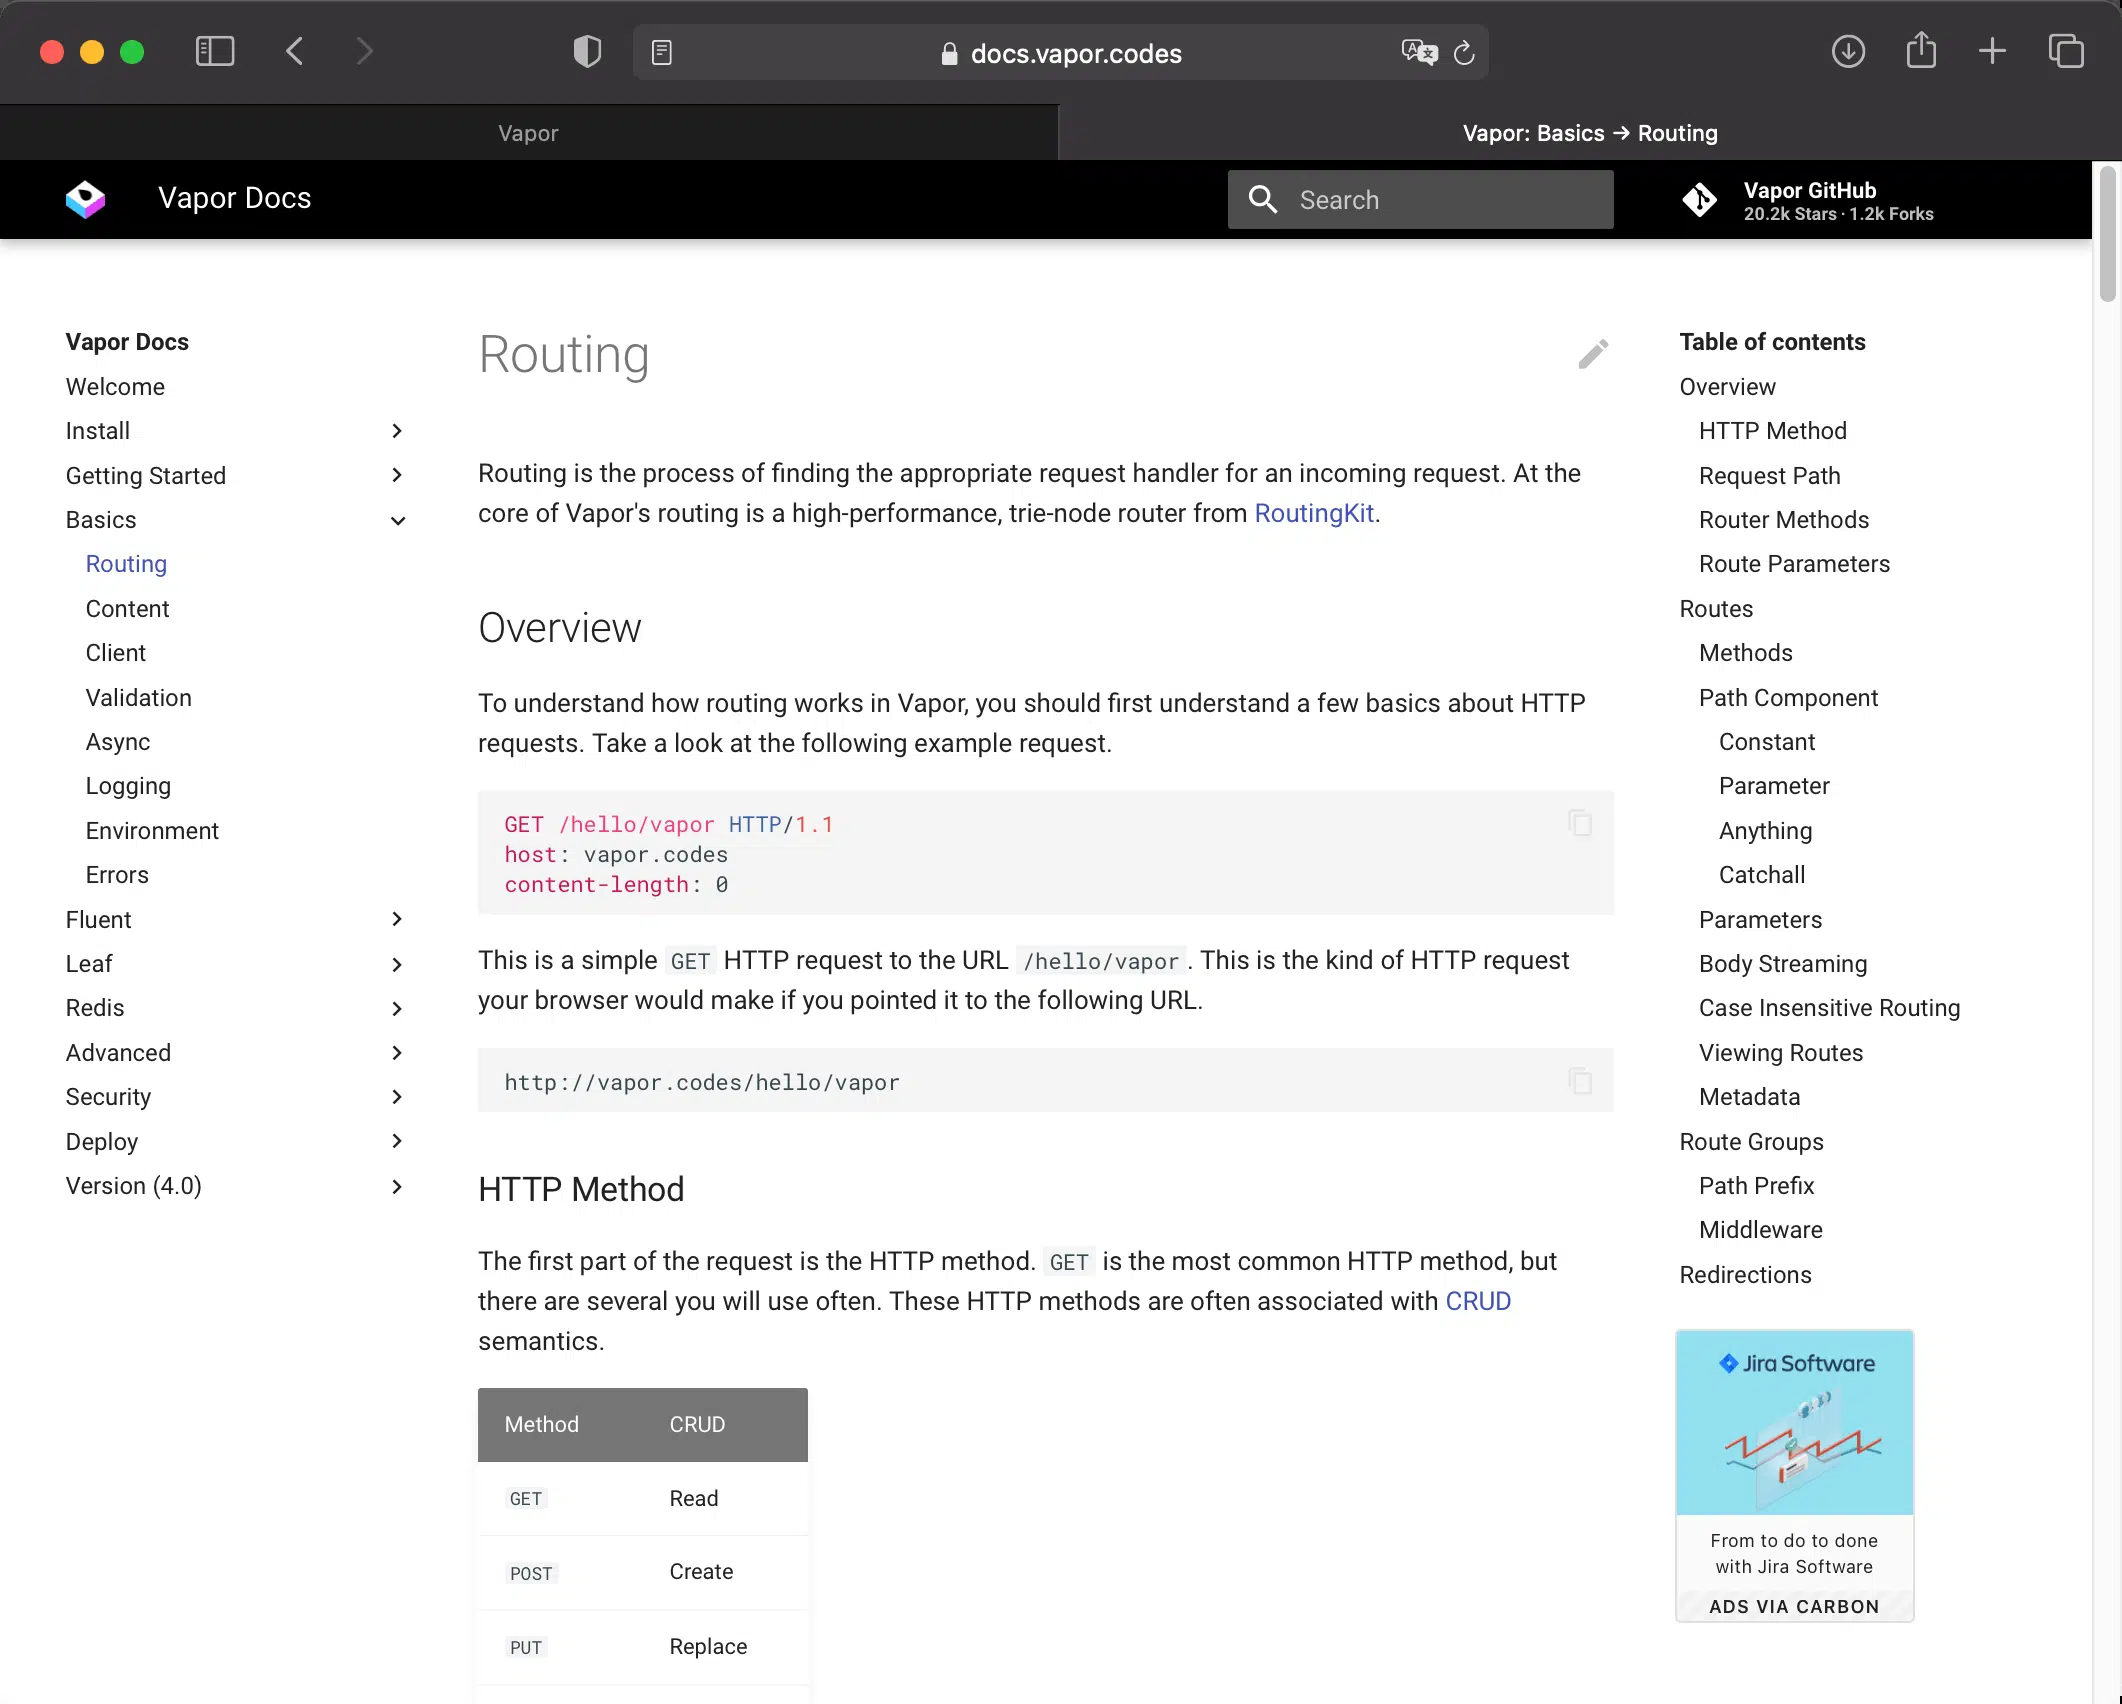 docs.vapor.codes
Vapor
Vapor: Basics → Routing
Vapor Docs
Search
Vapor GitHub
20.2k Stars · 1.2k Forks
Vapor Docs
Welcome
Install
Getting Started
Basics
Routing
Content
Client
Validation
Async
Logging
Environment
Errors
Fluent
Leaf
Redis
Advanced
Security
Deploy
Version (4.0)
Routing
Routing is the process of finding the appropriate request handler for an incoming request. At the
core of Vapor's routing is a high-performance, trie-node router from RoutingKit.
Overview
To understand how routing works in Vapor, you should first understand a few basics about HTTP
requests. Take a look at the following example request.
GET /hello/vapor HTTP/1.1
host: vapor.codes
content-length: 0
This is a simple GET HTTP request to the URL /hello/vapor. This is the kind of HTTP request
your browser would make if you pointed it to the following URL.
http://vapor.codes/hello/vapor
HTTP Method
The first part of the request is the HTTP method. GET is the most common HTTP method, but
there are several you will use often. These HTTP methods are often associated with CRUD
semantics.
Method CRUD
GET Read
POST Create
PUT Replace
Table of contents
Overview
HTTP Method
Request Path
Router Methods
Route Parameters
Routes
Methods
Path Component
Constant
Parameter
Anything
Catchall
Parameters
Body Streaming
Case Insensitive Routing
Viewing Routes
Metadata
Route Groups
Path Prefix
Middleware
Redirections
Jira Software
From to do to done
with Jira Software
ADS VIA CARBON